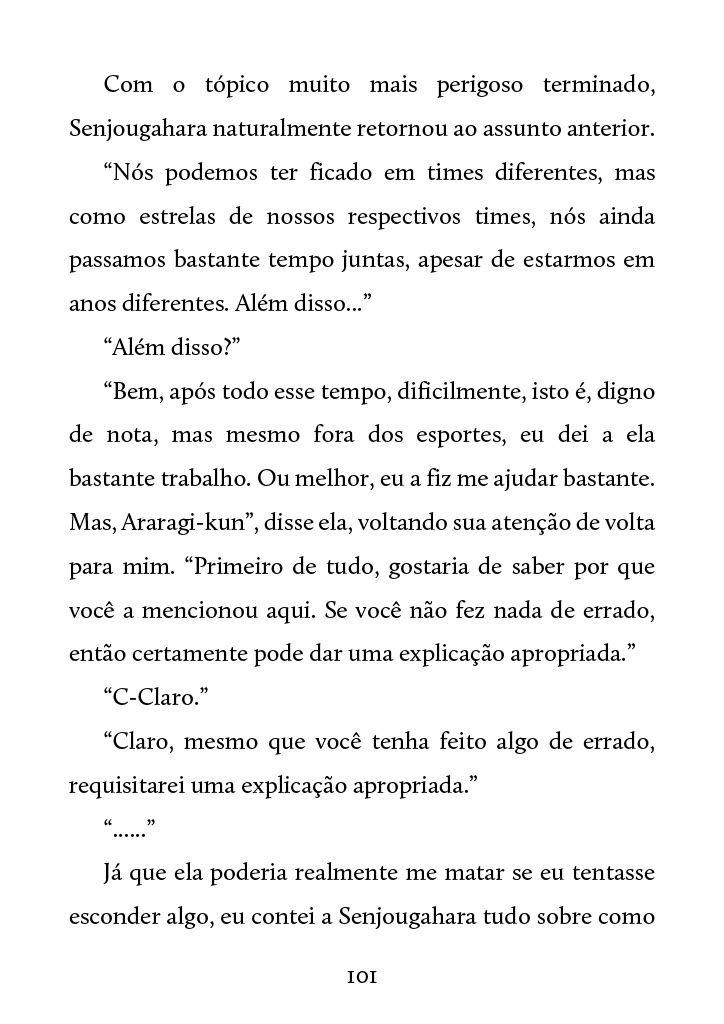 Com o tópico muito mais perigoso terminado,
Senjougahara naturalmente retornou ao assunto anterior.
“Nós podemos ter ficado em times diferentes, mas
como estrelas de nossos respectivos times, nós ainda
passamos bastante tempo juntas, apesar de estarmos em
anos diferentes. Além disso...”
“Além disso?”
“Bem, após todo esse tempo, dificilmente, isto é, digno
de nota, mas mesmo fora dos esportes, eu dei a ela
bastante trabalho. Ou melhor, eu a fiz me ajudar bastante.
Mas, Araragi-kun”, disse ela, voltando sua atenção de volta
para mim. “Primeiro de tudo, gostaria de saber por que
você a mencionou aqui. Se você não fez nada de errado,
então certamente pode dar uma explicação apropriada.”
“C-Claro.”
“Claro, mesmo que você tenha feito algo de errado,
requisitarei uma explicação apropriada.”
“......”
Já que ela poderia realmente me matar se eu tentasse
esconder algo, eu contei a Senjougahara tudo sobre como
101